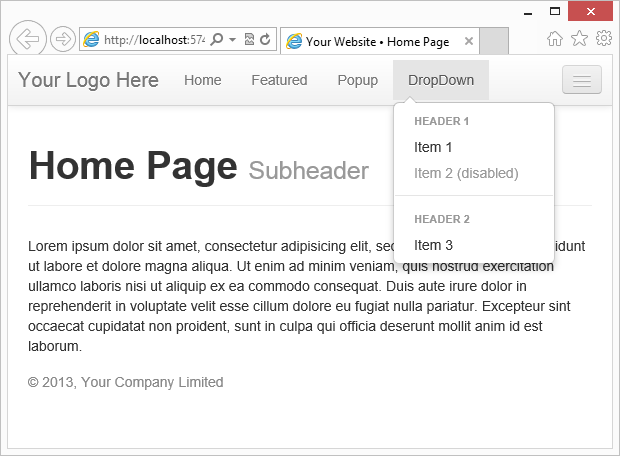 http://localhost:574
Your Website • Home Page
Your Logo Here Home Featured Popup DropDown
HEADER 1
Item 1
Item 2 (disabled)
HEADER 2
Item 3
Home Page Subheader
Lorem ipsum dolor sit amet, consectetur adipisicing elit, sed
ut labore et dolore magna aliqua. Ut enim ad minim veniam, quis nostrud exercitation
ullamco laboris nisi ut aliquip ex ea commodo consequat. Duis aute irure dolor in
reprehenderit in voluptate velit esse cillum dolore eu fugiat nulla pariatur. Excepteur sint
occaecat cupidatat non proident, sunt in culpa qui officia deserunt mollit anim id est
laborum.
© 2013, Your Company Limited